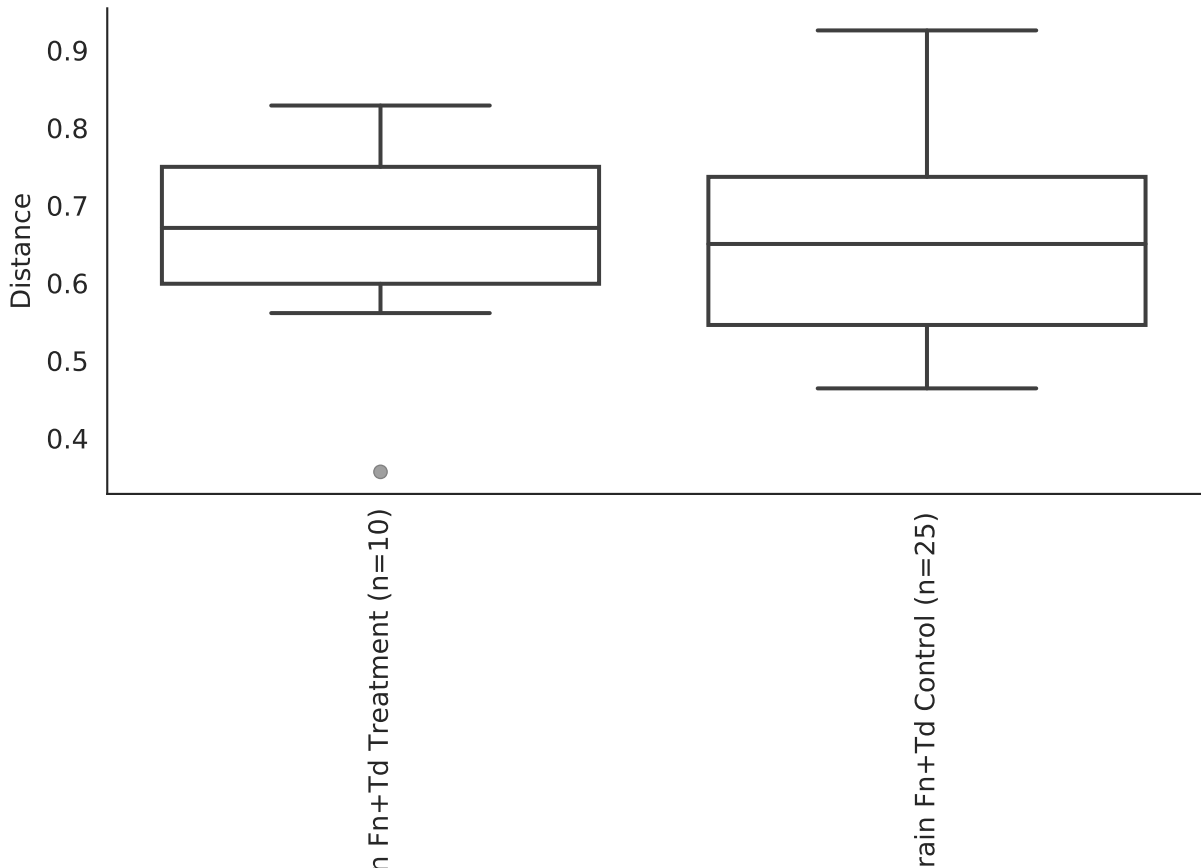 0.9
0.8
0.7
0.6
0.5
0.4
Distance
Fn+Td Treatment (n=10)
Fn+Td Control (n=25)